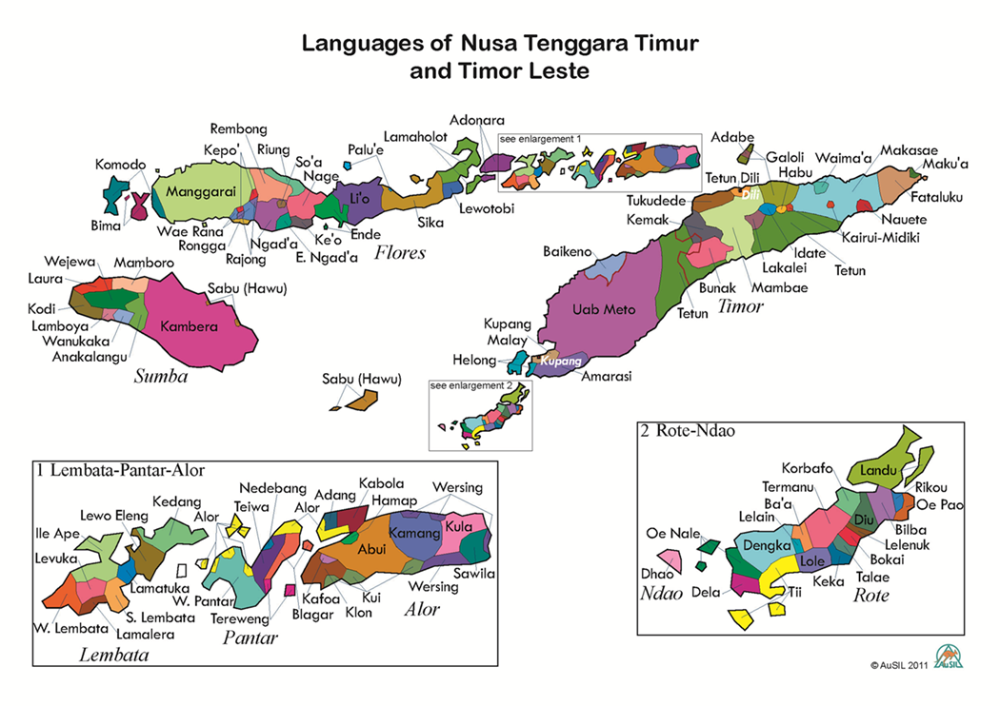 Languages of Nusa Tenggara Timur
and Timor Leste
Adonara
Lamaholot
see enlargement 1
Rembong
Kepo'
Riung
So'a
Nage
Palu'e
Komodo
Manggarai
Li'o
Bima
Wae Rana
Rongga
Rajong
Ngad'a
E. Ngad'a
Ke'o
Ende
Sika
Lewotobi
Flores
Adabe
Galoli
Habu
Waima'a
Makasae
Maku'a
Tetun Dili
Dili
Tukudede
Kemak
Fataluku
Nauete
Kairui-Midiki
Idate
Tetun
Lakalei
Mambae
Bunak
Tetun
Timor
Baikeno
Uab Meto
Kupang
Malay
Helong
Kupang
Amarasi
Wejewa
Mamboro
Laura
Sabu (Hawu)
Kodi
Lamboya
Wanukaka
Anakalangu
Kambera
Sumba
Sabu (Hawu)
see enlargement 2
1 Lembata-Pantar-Alor
Kedang
Lewo Eleng
Ile Ape
Levuka
Lamatuka
S. Lembata
W. Lembata
Lamalera
Lembata
Alor
Teiwa
Nedebang
Alor
W. Pantar
Tereweng
Blagar
Pantar
Adang
Kabola
Hamap
Wersing
Abui
Kamang
Kula
Sawila
Wersing
Kafoa
Kui
Klon
Alor
2 Rote-Ndao
Landu
Korbafo
Termanu
Ba'a
Lelain
Rikou
Oe Pao
Diu
Bilba
Lelenuk
Bokai
Talae
Oe Nale
Dengka
Lole
Keka
Dhao
Ndao
Dela
Tii
Rote
© AuSIL 2011
AuSIL